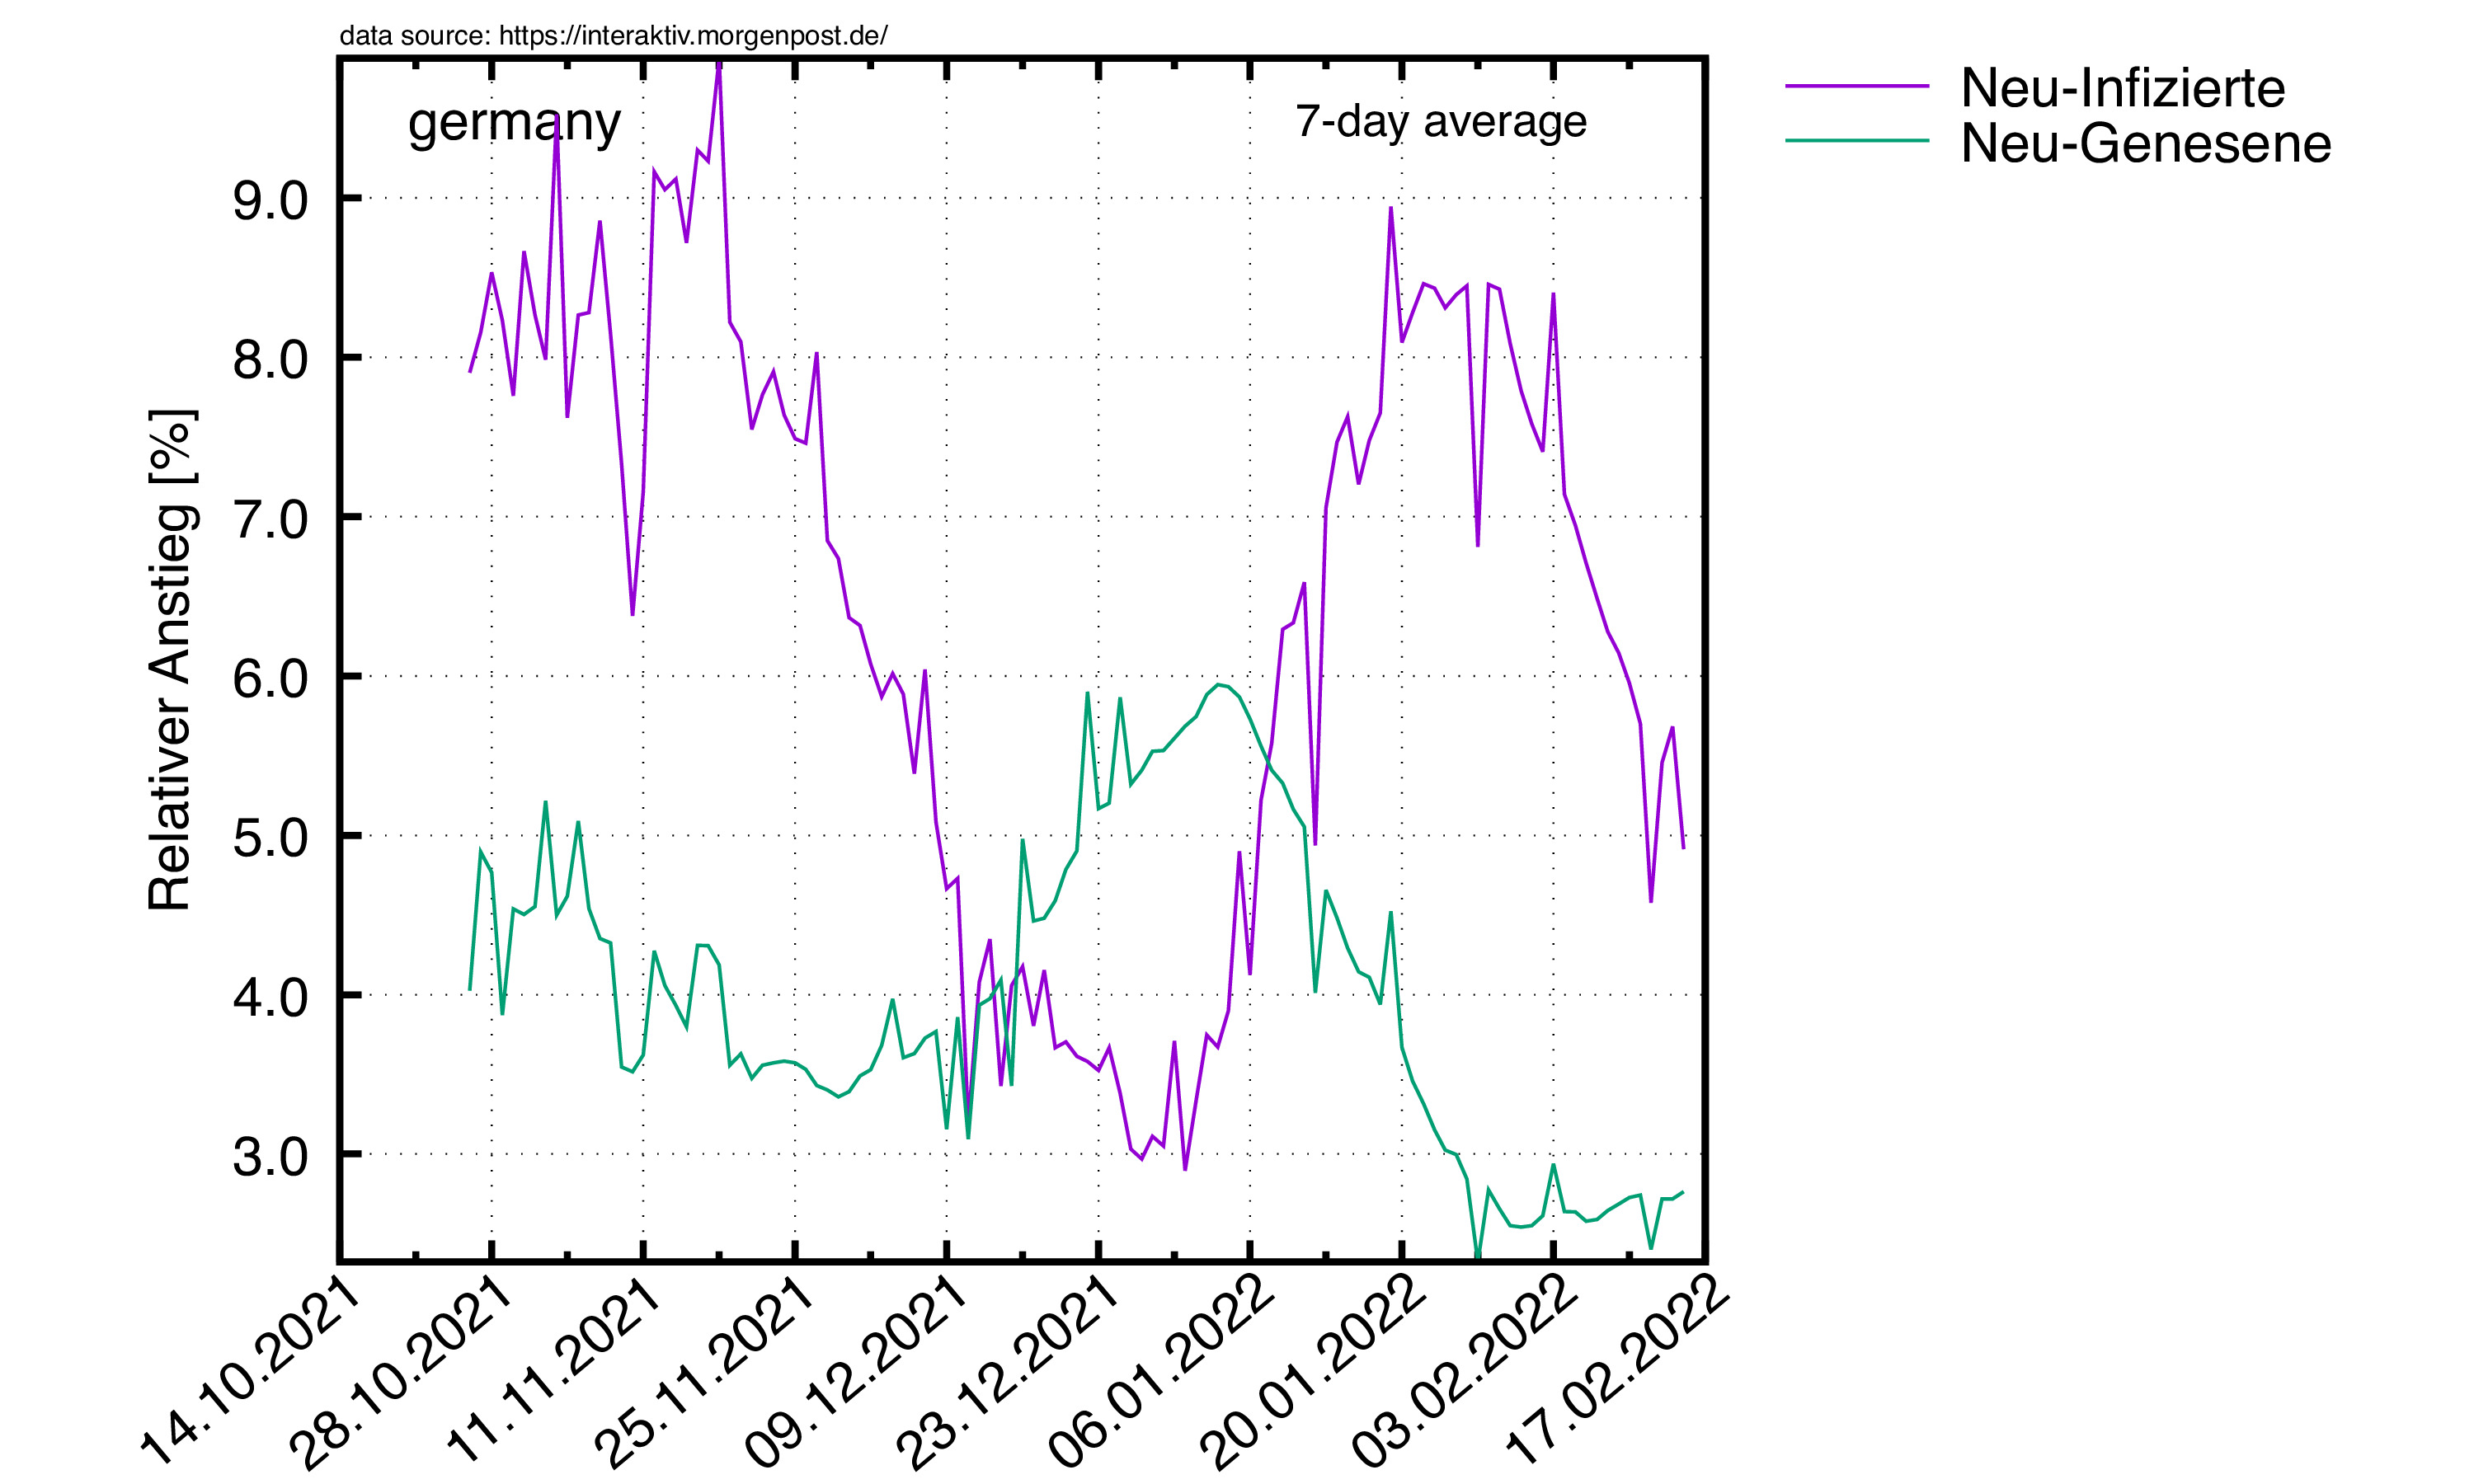 data source: https://interaktiv.morgenpost.de/
germany
7-day average
Neu-Infizierte
Neu-Genesene
Relativer Anstieg [%]
9.0
8.0
7.0
6.0
5.0
4.0
3.0
14.10.2021
28.10.2021
11.11.2021
25.11.2021
09.12.2021
23.12.2021
06.01.2022
20.01.2022
03.02.2022
17.02.2022